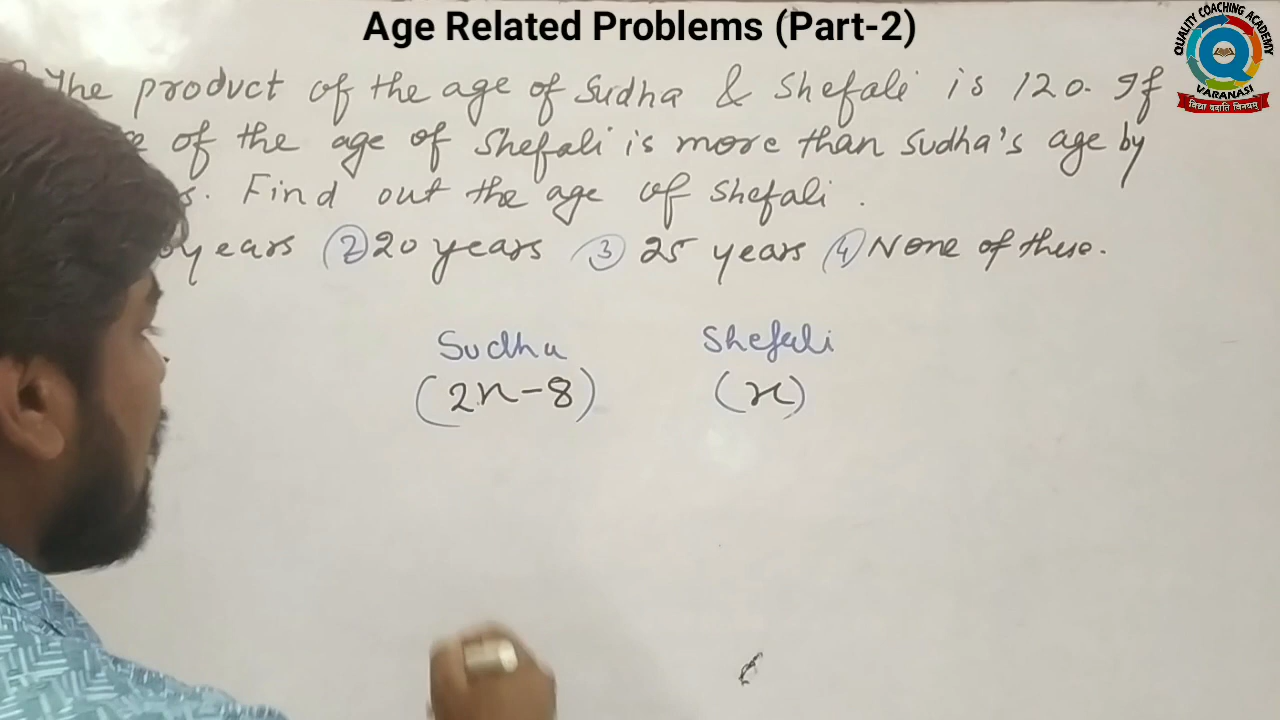 Age Related Problems (Part-2)
QUALITY COACHING ACADEMY
VARANASI
The product of the age of Sudha & Shefali is 120. If
of the age of Shefali is more than Sudha's age by
Find out the age of Shefali.
years (2) 20 years (3) 25 years (4) None of these.
Sudha Shefali
(2x-8) (x)